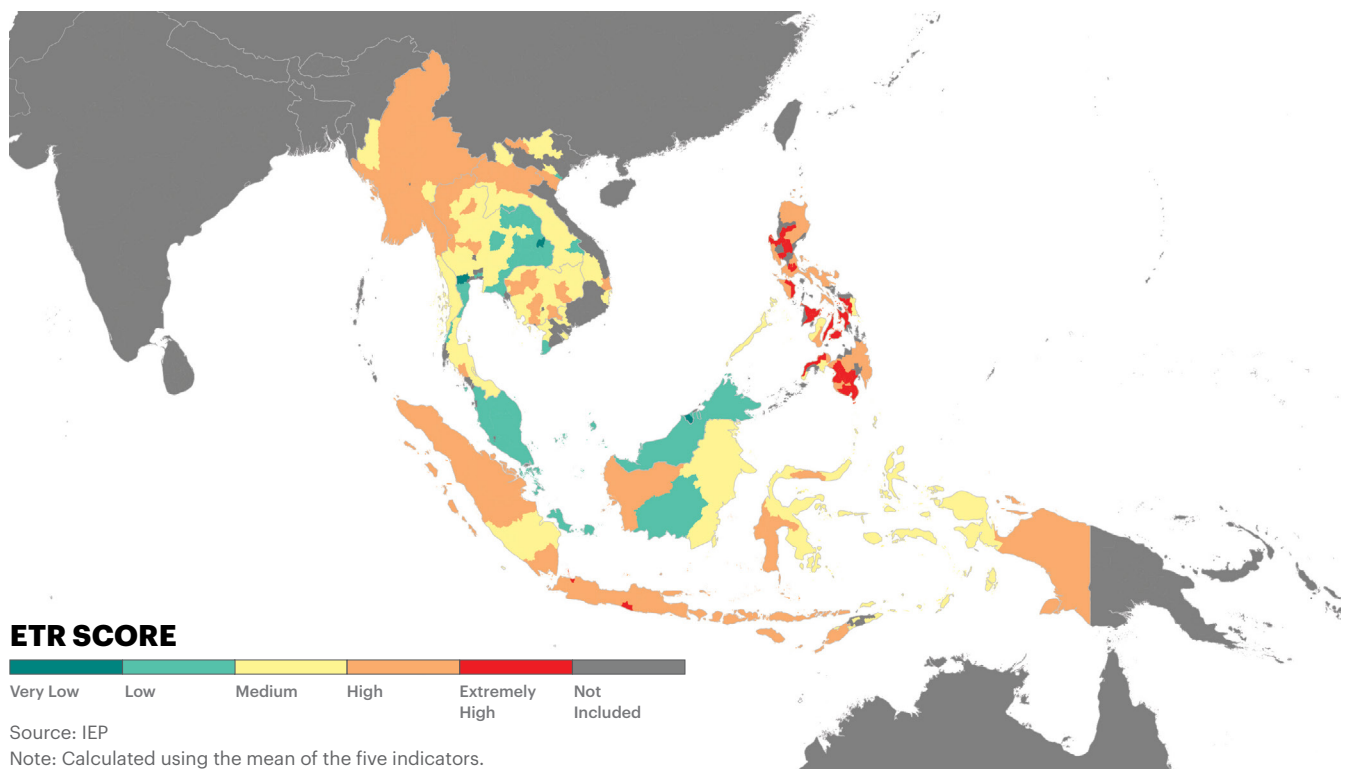 ETR SCORE
Very Low
Low
Medium
High
Extremely
High
Not
Included
Source: IEP
Note: Calculated using the mean of the five indicators.